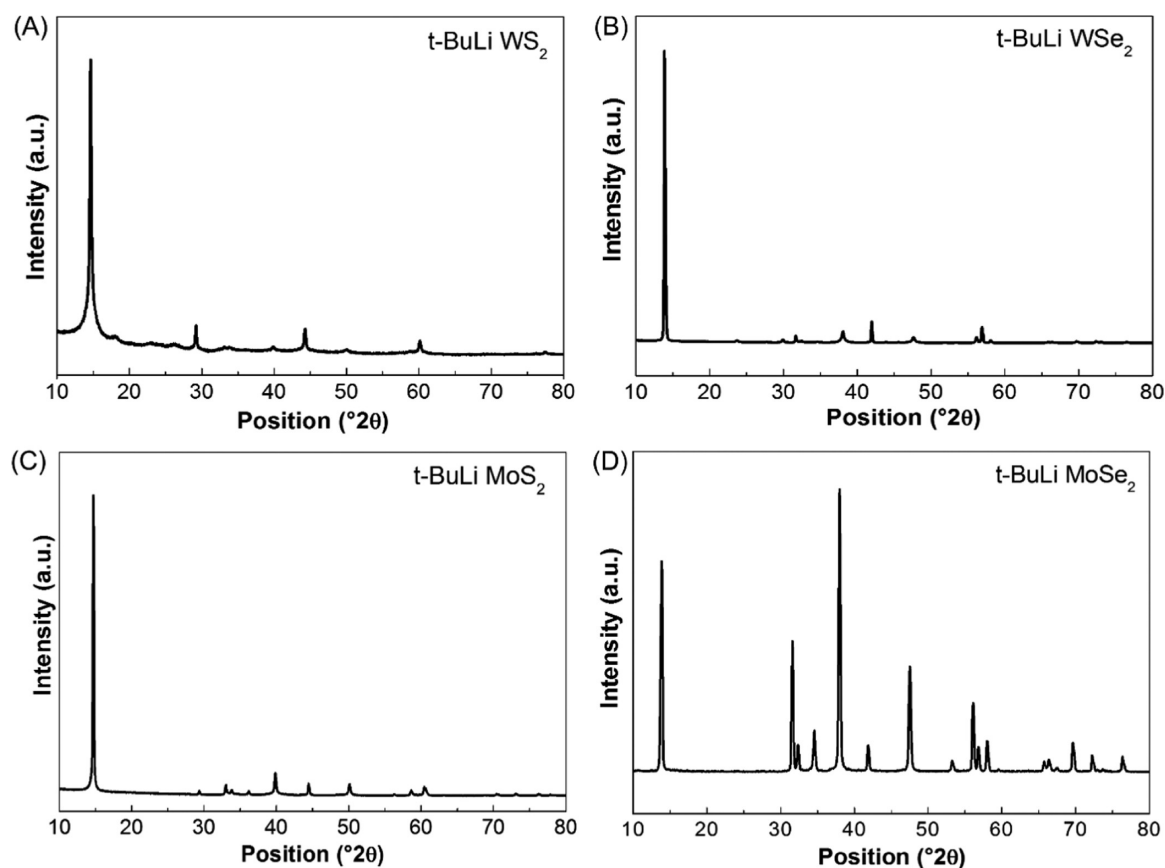 (A)
t-BuLi WS₂
Intensity (a.u.)
10 20 30 40 50 60 70 80
Position (°2θ)
(B)
t-BuLi WSe₂
Intensity (a.u.)
10 20 30 40 50 60 70 80
Position (°2θ)
(C)
t-BuLi MoS₂
Intensity (a.u.)
10 20 30 40 50 60 70 80
Position (°2θ)
(D)
t-BuLi MoSe₂
Intensity (a.u.)
10 20 30 40 50 60 70 80
Position (°2θ)